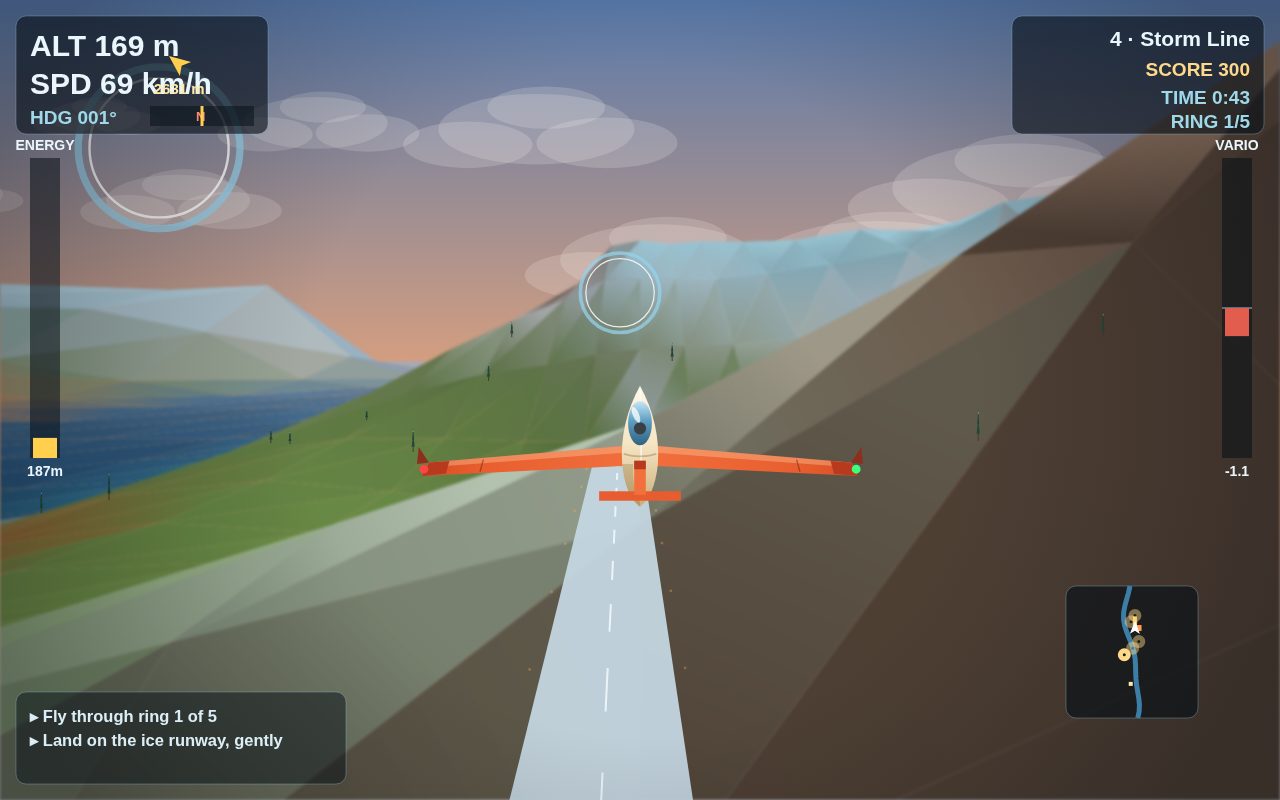 ALT 169 m
SPD 69 km/h
HDG 001°
N
ENERGY
187m
4 · Storm Line
SCORE 300
TIME 0:43
RING 1/5
VARIO
-1.1
▸ Fly through ring 1 of 5
▸ Land on the ice runway, gently